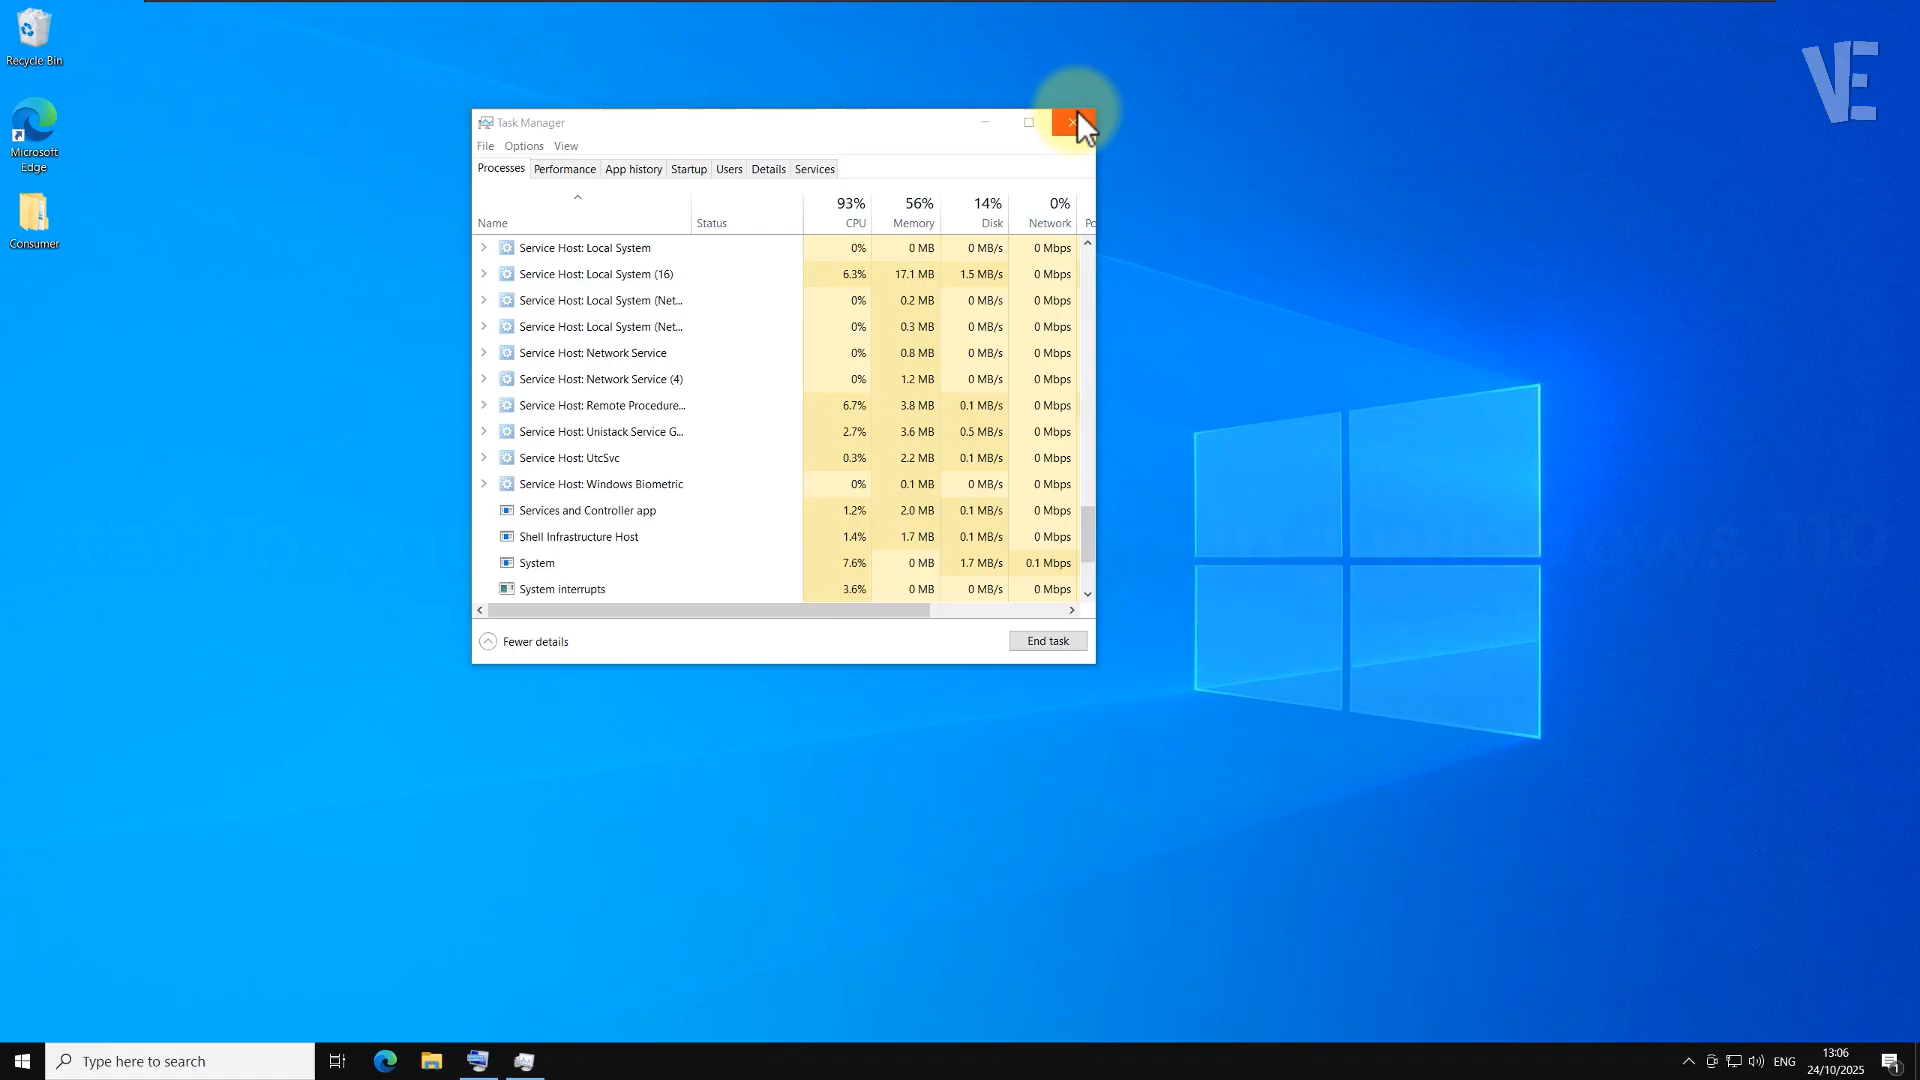 Recycle Bin
Microsoft
Edge
Consumer
VE
Task Manager
File Options View
Processes Performance App history Startup Users Details Services
93% 56% 14% 0%
Name Status CPU Memory Disk Network Po
Service Host: Local System 0% 0 MB 0 MB/s 0 Mbps
Service Host: Local System (16) 6.3% 17.1 MB 1.5 MB/s 0 Mbps
Service Host: Local System (Net... 0% 0.2 MB 0 MB/s 0 Mbps
Service Host: Local System (Net... 0% 0.3 MB 0 MB/s 0 Mbps
Service Host: Network Service 0% 0.8 MB 0 MB/s 0 Mbps
Service Host: Network Service (4) 0% 1.2 MB 0 MB/s 0 Mbps
Service Host: Remote Procedure... 6.7% 3.8 MB 0.1 MB/s 0 Mbps
Service Host: Unistack Service G... 2.7% 3.6 MB 0.5 MB/s 0 Mbps
Service Host: UtcSvc 0.3% 2.2 MB 0.1 MB/s 0 Mbps
Service Host: Windows Biometric 0% 0.1 MB 0 MB/s 0 Mbps
Services and Controller app 1.2% 2.0 MB 0.1 MB/s 0 Mbps
Shell Infrastructure Host 1.4% 1.7 MB 0.1 MB/s 0 Mbps
System 7.6% 0 MB 1.7 MB/s 0.1 Mbps
System interrupts 3.6% 0 MB 0 MB/s 0 Mbps
Fewer details End task
Type here to search
ENG
13:06
24/10/2025
1